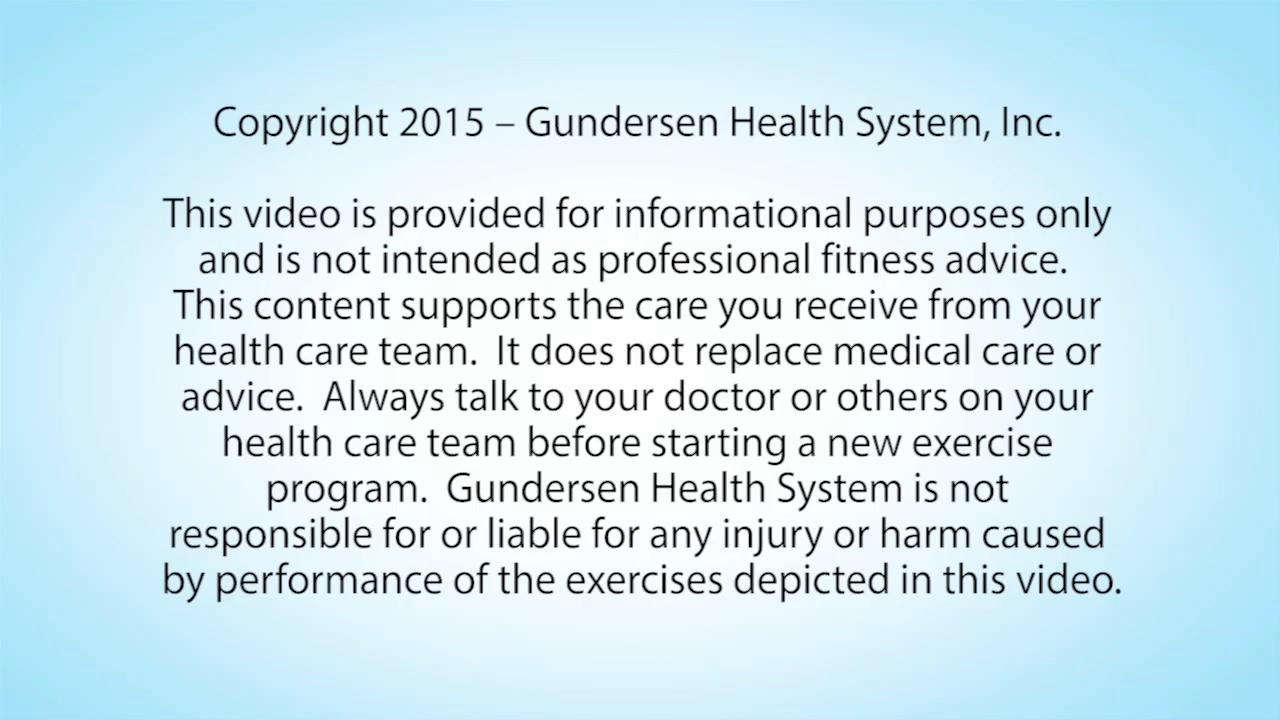 Copyright 2015 – Gundersen Health System, Inc.
This video is provided for informational purposes only
and is not intended as professional fitness advice.
This content supports the care you receive from your
health care team.  It does not replace medical care or
advice.  Always talk to your doctor or others on your
health care team before starting a new exercise
program.  Gundersen Health System is not
responsible for or liable for any injury or harm caused
by performance of the exercises depicted in this video.